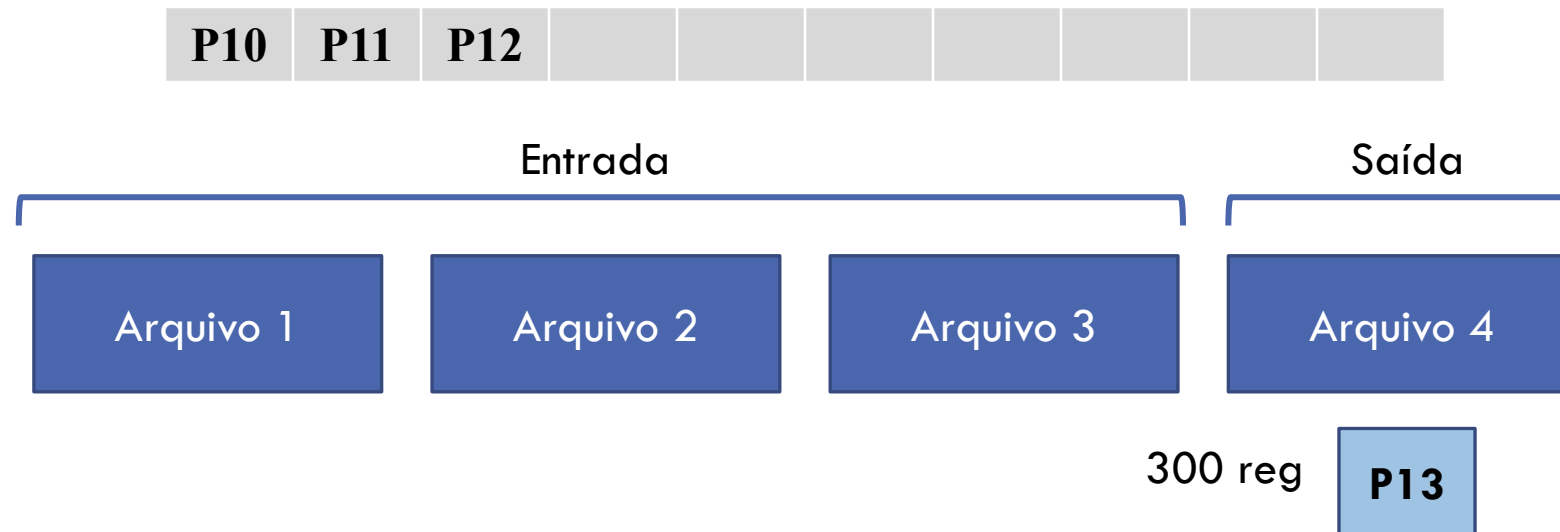 P10 P11 P12
Entrada Saída
Arquivo 1 Arquivo 2 Arquivo 3 Arquivo 4
300 reg P13